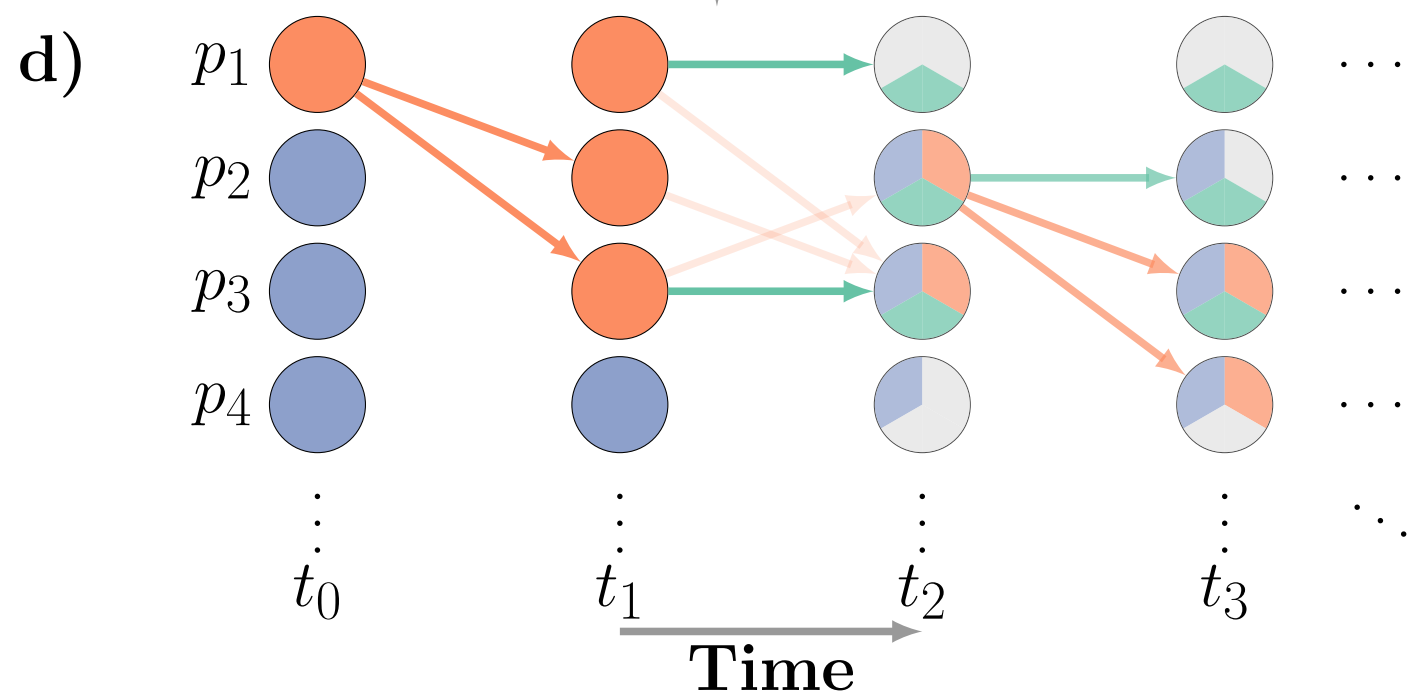 d)
p₁ ...
p₂ ...
p₃ ...
p₄ ...
t₀ t₁ t₂ t₃
Time